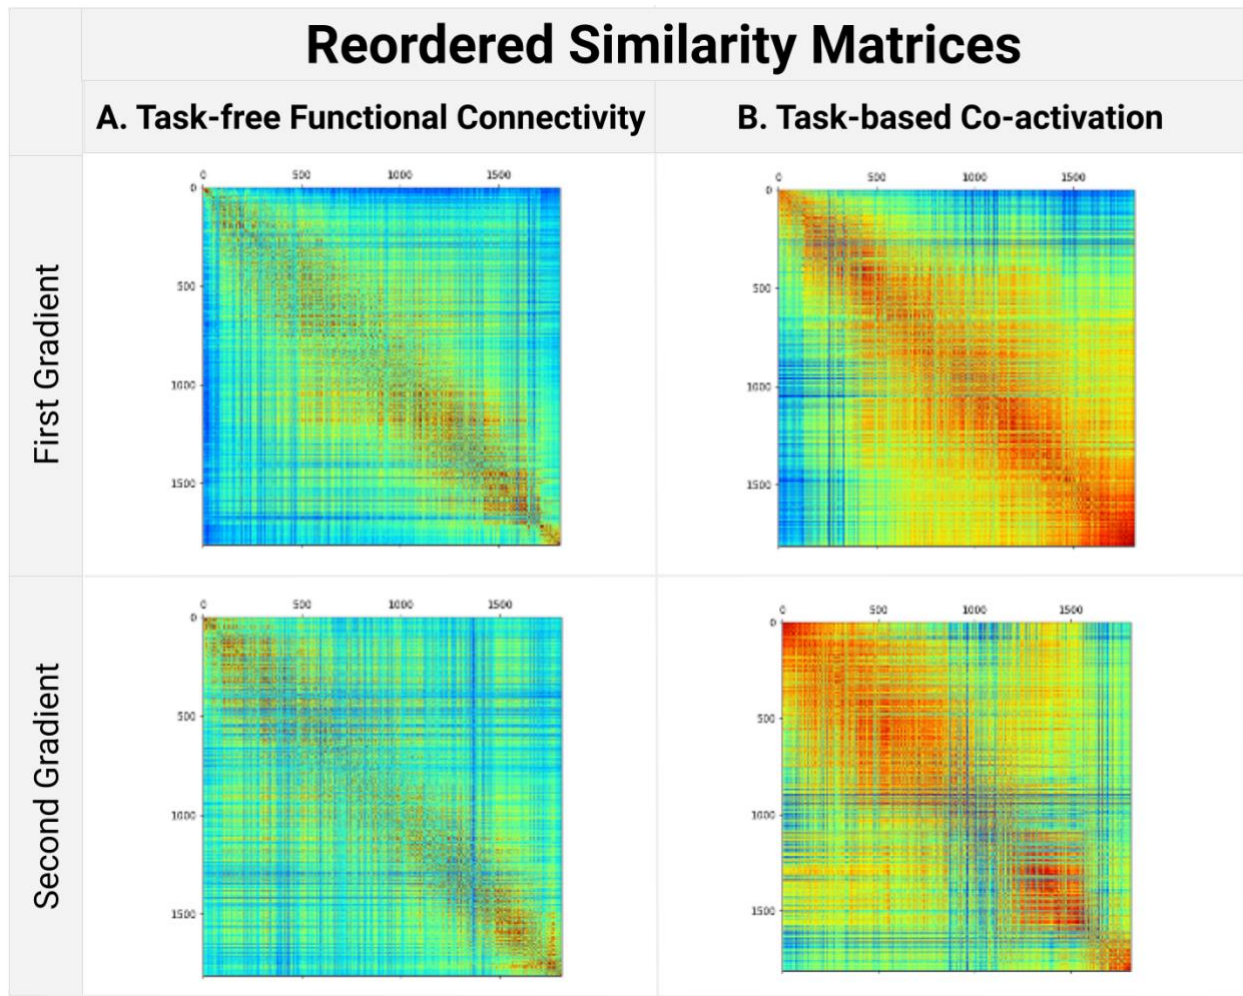 Reordered Similarity Matrices
A. Task-free Functional Connectivity
B. Task-based Co-activation
First Gradient
0 500 1000 1500
0
500
1000
1500
0 500 1000 1500
0
500
1000
1500
Second Gradient
0 500 1000 1500
0
500
1000
1500
0 500 1000 1500
0
500
1000
1500